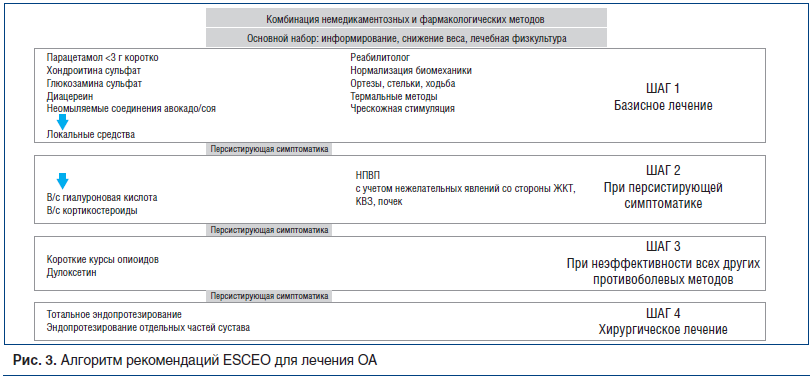 Комбинация немедикаментозных и фармакологических методов
Основной набор: информирование, снижение веса, лечебная физкультура
Парацетамол <3 г коротко
Хондроитина сульфат
Глюкозамина сульфат
Диацереин
Неомыляемые соединения авокадо/соя
Локальные средства
Реабилитолог
Нормализация биомеханики
Ортезы, стельки, ходьба
Термальные методы
Чрескожная стимуляция
ШАГ 1
Базисное лечение
Персистирующая симптоматика
В/с гиалуроновая кислота
В/с кортикостероиды
НПВП
с учетом нежелательных явлений со стороны ЖКТ,
КВЗ, почек
ШАГ 2
При персистирующей
симптоматике
Персистирующая симптоматика
Короткие курсы опиоидов
Дулоксетин
ШАГ 3
При неэффективности всех других
противоболевых методов
Персистирующая симптоматика
Тотальное эндопротезирование
Эндопротезирование отдельных частей сустава
ШАГ 4
Хирургическое лечение
Рис. 3. Алгоритм рекомендаций ESCEO для лечения ОА